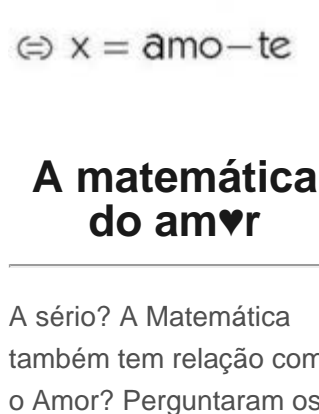 ⇔ x = amo−te
A matemática
do am♥r
A sério? A Matemática
também tem relação com
o Amor? Perguntaram os